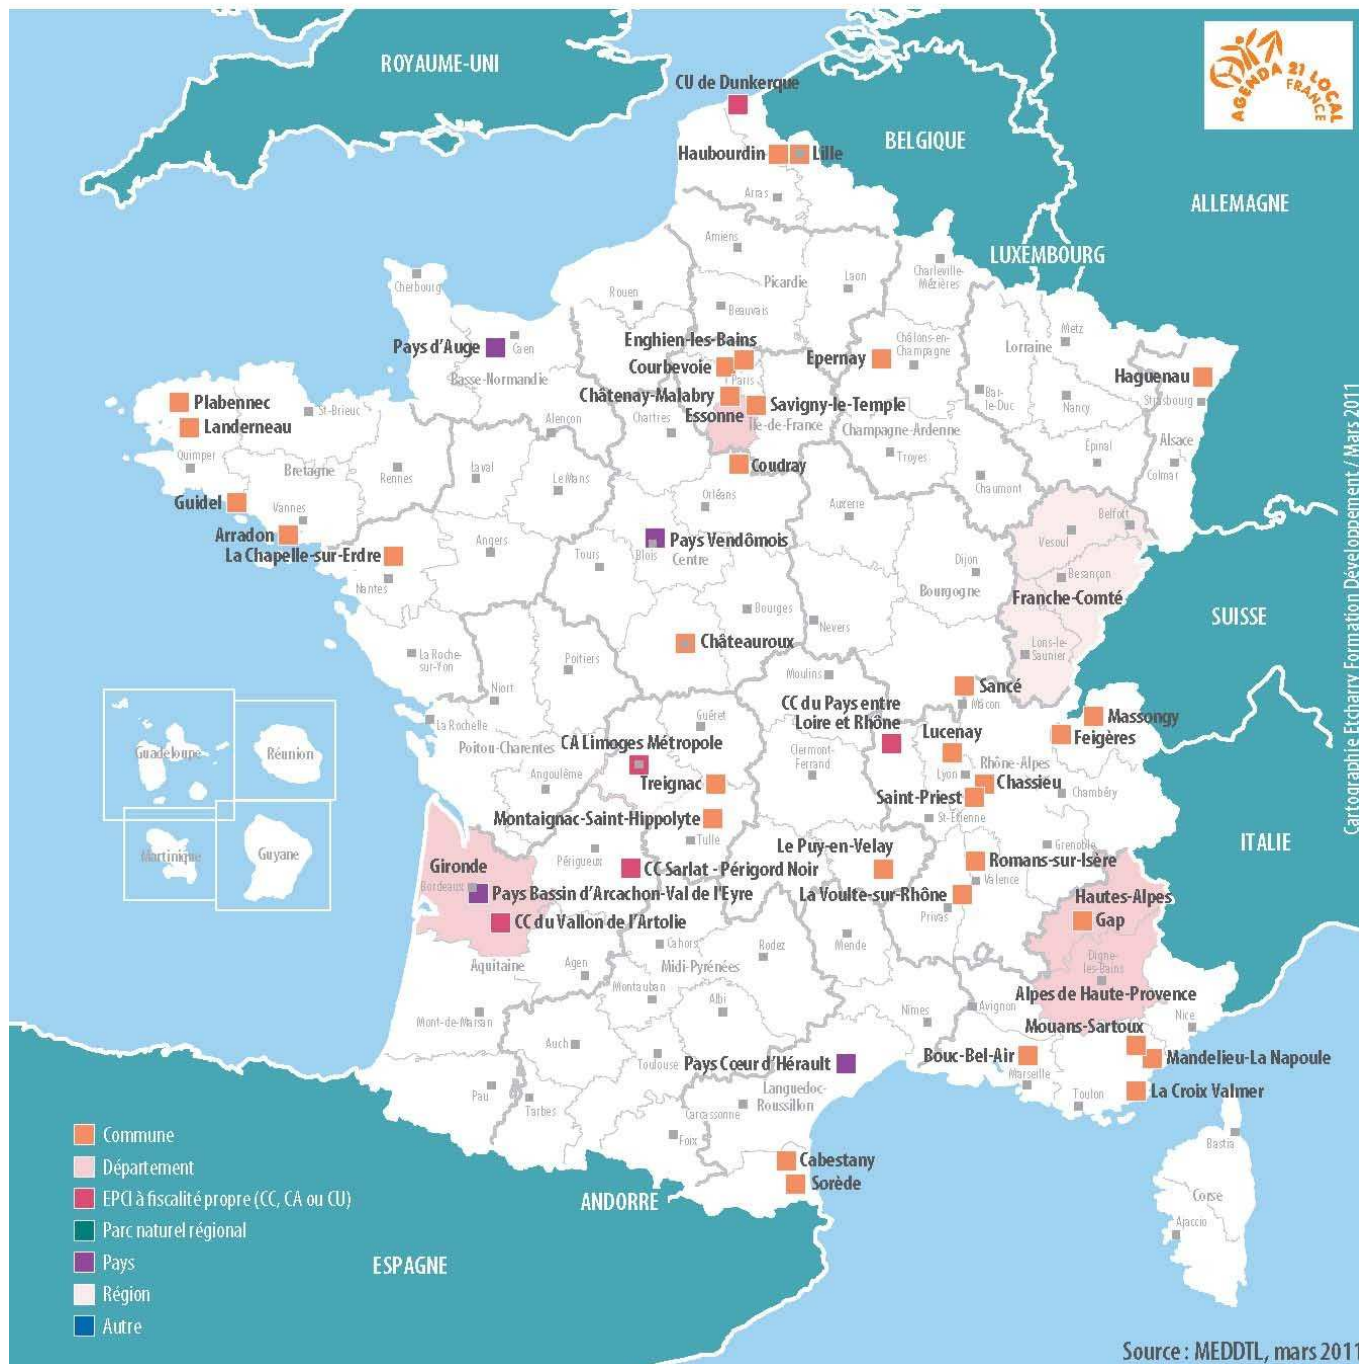 ROYAUME-UNI
AGENDA 21 LOCAL
FRANCE
CU de Dunkerque
BELGIQUE
Haubourdin
Lille
ALLEMAGNE
Arras
Amiens
LUXEMBOURG
Charleville-
Mézières
Cherbourg
Picardie
Laon
Rouen
Beauvais
Metz
Enghien-les-Bains
Châlons-en-
Champagne
Lorraine
Pays d'Auge
Caen
Courbevoie
Epernay
Haguenau
Paris
Basse-Normandie
Plabennec
St-Brieuc
Châtenay-Malabry
Savigny-le-Temple
Bar-
le-Duc
Nancy
Strasbourg
Essonne
Chartres
Île-de-France
Landerneau
Alençon
Champagne-Ardenne
Alsace
Quimper
Bretagne
Rennes
Laval
Le Mans
Coudray
Troyes
Epinal
Colmar
Chaumont
Guidel
Vannes
Orléans
Auxerre
Belfort
Arradon
Vesoul
La Chapelle-sur-Erdre
Angers
Tours
Pays Vendômois
Blois
Centre
Dijon
Besançon
Nantes
Bourgogne
Franche-Comté
Bourges
SUISSE
Nevers
Châteauroux
La Roche-
sur-Yon
Poitiers
Lons-le-
Saunier
Moulins
Niort
Sancé
Mâcon
CC du Pays entre
Loire et Rhône
La Rochelle
Guéret
Massongy
Feigères
Guadeloupe
Réunion
Poitou-Charentes
CA Limoges Métropole
Clermont-
Ferrand
Lucenay
Rhône-Alpes
Angoulême
Treignac
Lyon
Chassieu
Chambéry
Saint-Priest
Montaignac-Saint-Hippolyte
St-Etienne
Tulle
ITALIE
Martinique
Guyane
Le Puy-en-Velay
Grenoble
Gironde
Périgueux
CC Sarlat - Périgord Noir
Romans-sur-Isère
Valence
Bordeaux
Pays Bassin d'Arcachon-Val de l'Eyre
La Voulte-sur-Rhône
Hautes-Alpes
Privas
Gap
CC du Vallon de l'Artolie
Mende
Cahors
Rodez
Aquitaine
Agen
Midi-Pyrénées
Digne-
les-Bains
Montauban
Albi
Alpes de Haute-Provence
Mont-de-Marsan
Nîmes
Avignon
Nice
Mouans-Sartoux
Auch
Toulouse
Pays Cœur d'Hérault
Bouc-Bel-Air
Mandelieu-La Napoule
Marseille
Pau
Tarbes
Languedoc-
Roussillon
Toulon
La Croix Valmer
Carcassonne
Foix
Bastia
Cabestany
Sorède
ANDORRE
Corse
Ajaccio
ESPAGNE
Commune
Département
EPCI à fiscalité propre (CC, CA ou CU)
Parc naturel régional
Pays
Région
Autre
Cartographie Etcharry Formation Développement / Mars 2011
Source : MEDDTL, mars 2011